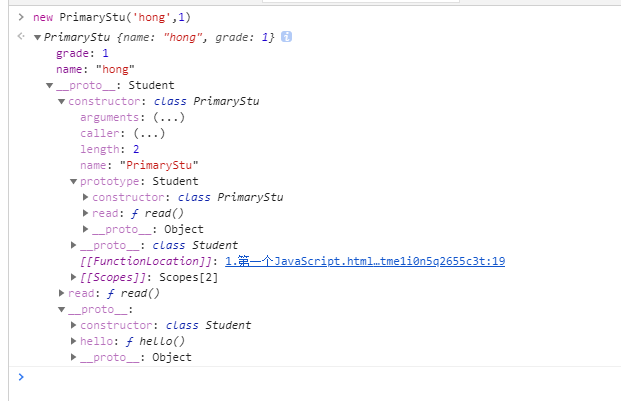 new PrimaryStu('hong',1)
PrimaryStu {name: "hong", grade: 1} i
grade: 1
name: "hong"
__proto__: Student
constructor: class PrimaryStu
arguments: (...)
caller: (...)
length: 2
name: "PrimaryStu"
prototype: Student
constructor: class PrimaryStu
read: ƒ read()
__proto__: Object
__proto__: class Student
[[FunctionLocation]]: 1.第一个JavaScript.html…tme1i0n5q2655c3t:19
[[Scopes]]: Scopes[2]
read: ƒ read()
__proto__:
constructor: class Student
hello: ƒ hello()
__proto__: Object